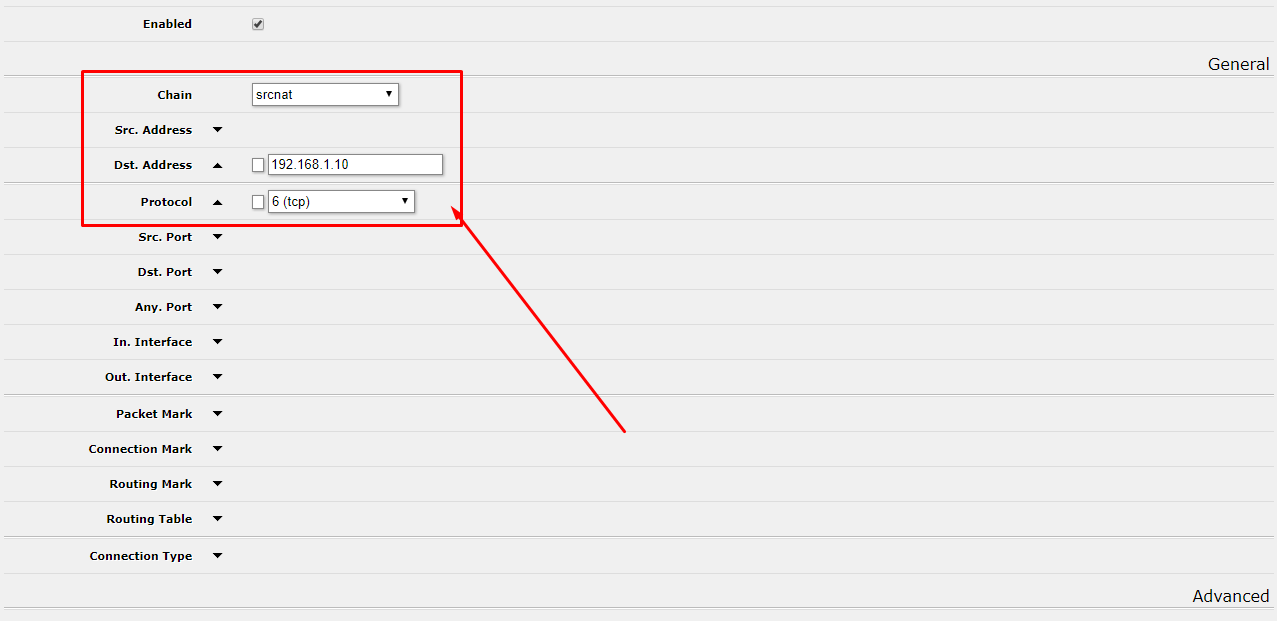 Enabled
General
Chain srcnat
Src. Address
Dst. Address 192.168.1.10
Protocol 6 (tcp)
Src. Port
Dst. Port
Any. Port
In. Interface
Out. Interface
Packet Mark
Connection Mark
Routing Mark
Routing Table
Connection Type
Advanced